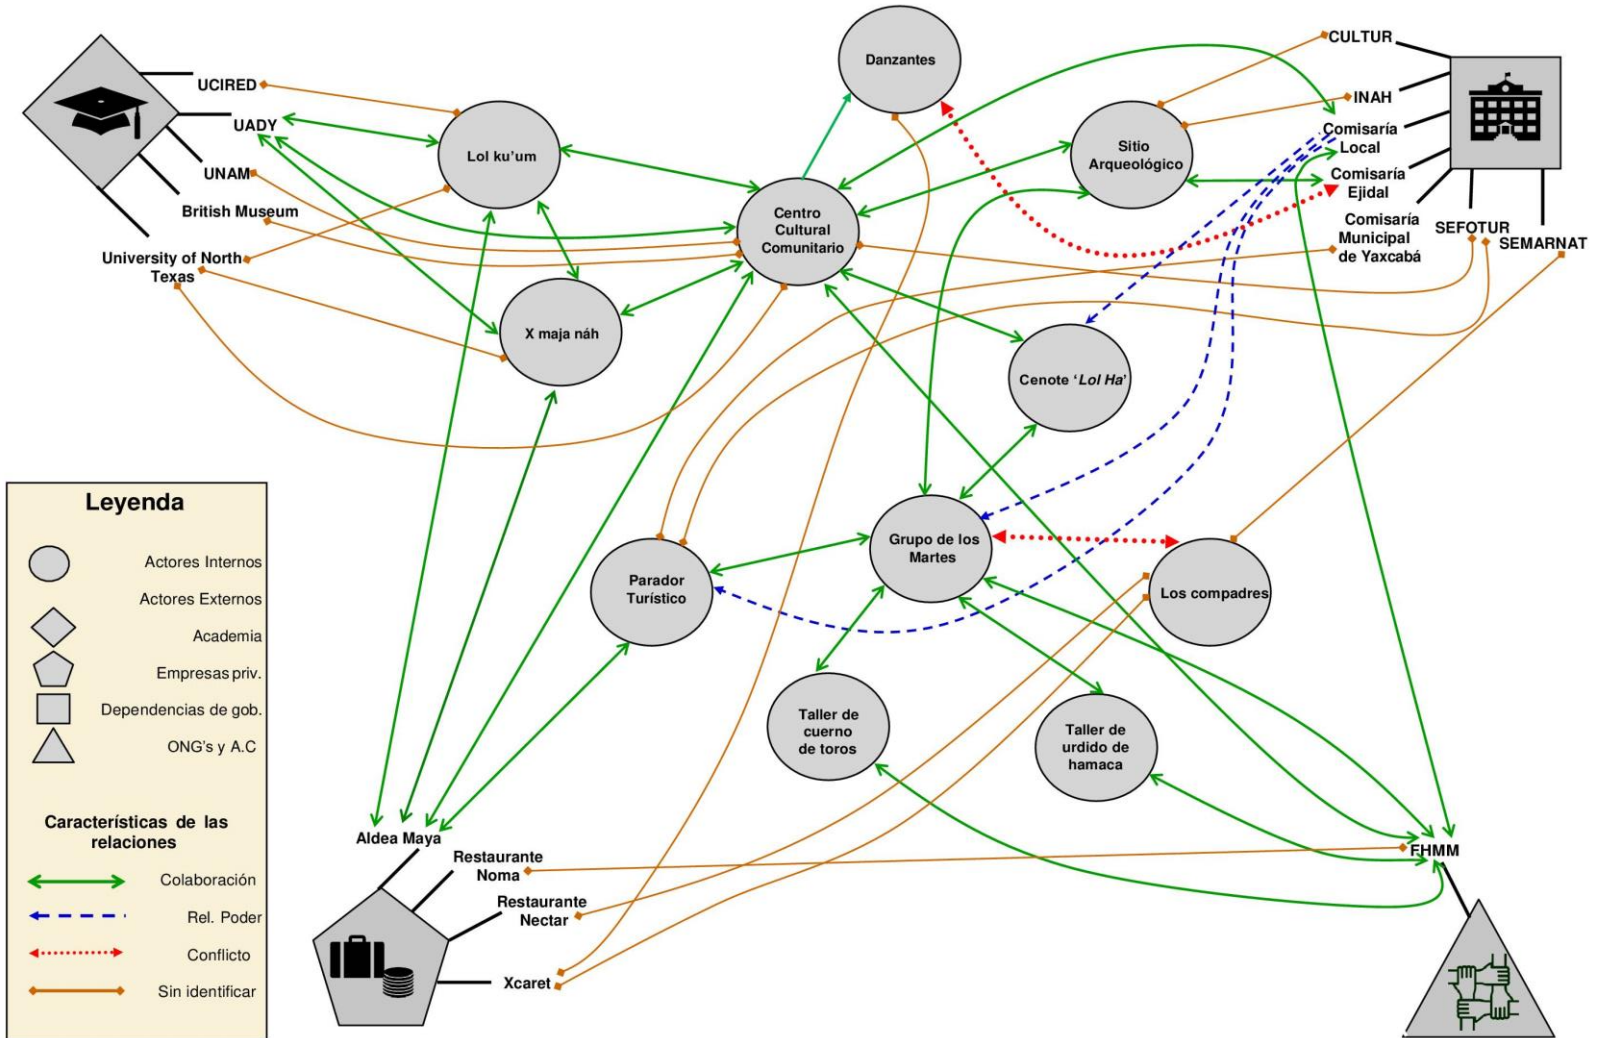 UCIRED
UADY
UNAM
British Museum
University of North
Texas
Lol ku'um
X maja náh
Danzantes
Centro
Cultural
Comunitario
Sitio
Arqueológico
Cenote ‘Lol Ha’
CULTUR
INAH
Comisaría
Local
Comisaría
Ejidal
Comisaría
Municipal
de Yaxcabá
SEFOTUR
SEMARNAT
Grupo de los
Martes
Parador
Turístico
Los compadres
Taller de
cuerno
de toros
Taller de
urdido de
hamaca
Aldea Maya
Restaurante
Noma
Restaurante
Nectar
Xcaret
FHMM
Leyenda
Actores Internos
Actores Externos
Academia
Empresas priv.
Dependencias de gob.
ONG's y A.C
Características de las
relaciones
Colaboración
Rel. Poder
Conflicto
Sin identificar